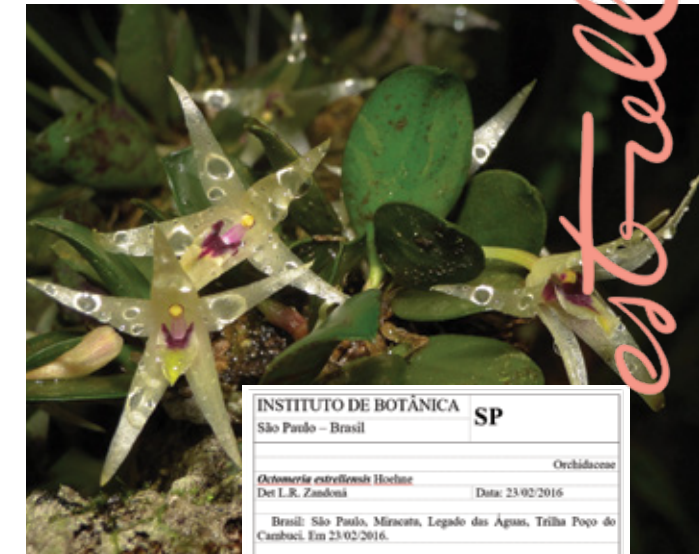 estrell
INSTITUTO DE BOTÂNICA
SP
São Paulo – Brasil
Orchidaceae
Octomeria estrellensis Hoehne
Det L.R. Zandoná
Data: 23/02/2016
Brasil: São Paulo, Miracatu, Legado das Águas, Trilha Poço do
Cambuci. Em 23/02/2016.